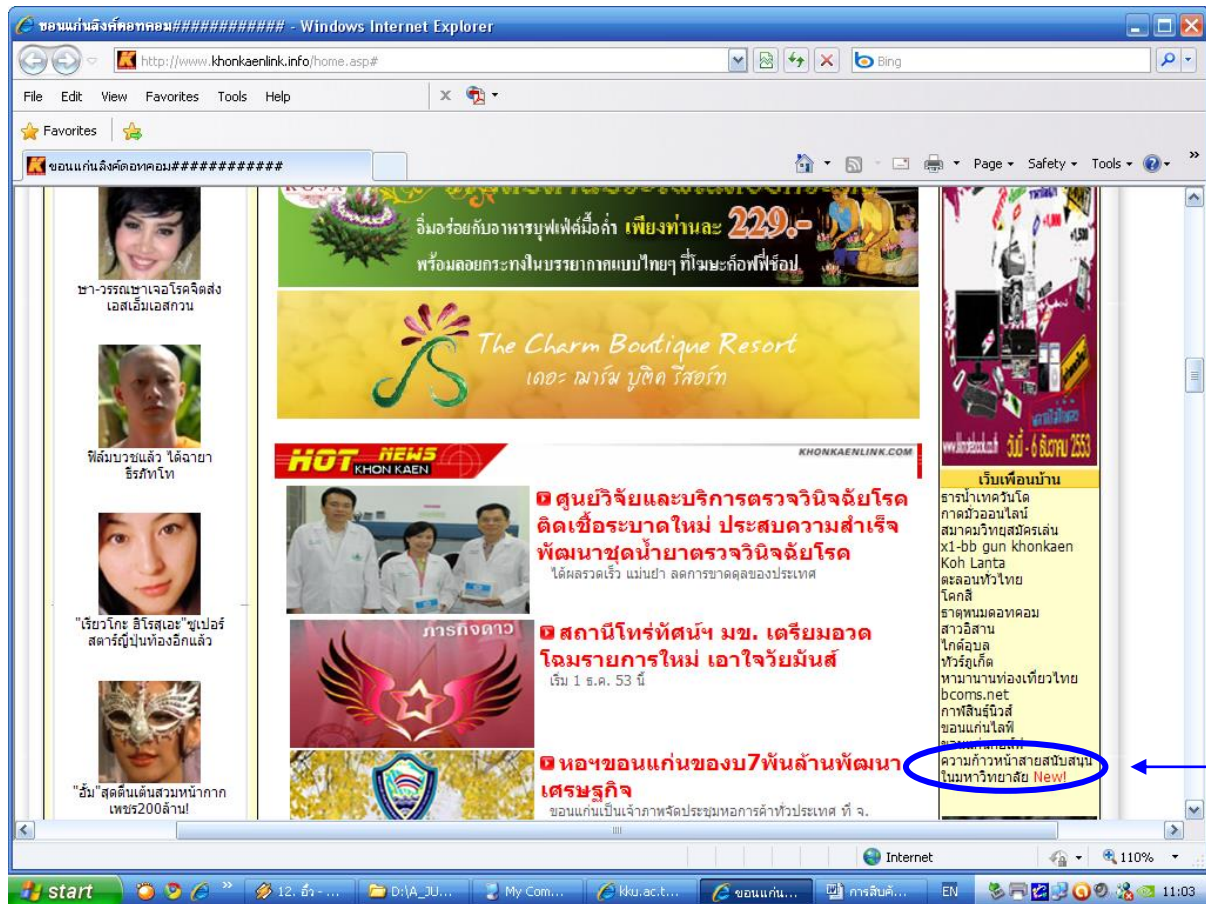 ขอนแก่นลิงค์ดอทคอม############ - Windows Internet Explorer
http://www.khonkaenlink.info/home.asp#
Bing
File Edit View Favorites Tools Help
Favorites
ขอนแก่นลิงค์ดอทคอม############
Page Safety Tools
ษา-วรรณษาเจอโรคจิตส่ง
เอสเอ็มเอสกวน
ฟิล์มบวชแล้ว ได้ฉายา
ธีรภัทโท
"เรียวโกะ ฮิโรสุเอะ"ซูเปอร์
สตาร์ญี่ปุ่นท้องอีกแล้ว
"ฮั้ม"สุดตื่นเต้นสวมหน้ากาก
เพชร200ล้าน!
KOSA
อิ่มอร่อยกับอาหารบุฟเฟ่ต์มื้อค่ำ เพียงท่านละ 229.-
พร้อมลอยกระทงในบรรยากาศแบบไทยๆ ที่โฆษะค็อฟฟี่ช็อป
The Charm Boutique Resort
เดอะ ฌาร์ม บูติค รีสอร์ท
HOT NEWS
KHON KAEN
KHONKAENLINK.COM
ศูนย์วิจัยและบริการตรวจวินิจฉัยโรค
ติดเชื้อระบาดใหม่ ประสบความสำเร็จ
พัฒนาชุดน้ำยาตรวจวินิจฉัยโรค
ได้ผลรวดเร็ว แม่นยำ ลดการขาดดุลของประเทศ
ภารกิจดาว
สถานีโทร่ทัศน์ฯ มข. เตรียมอวด
โฉมรายการใหม่ เอาใจวัยมันส์
เริ่ม 1 ธ.ค. 53 นี้
หอฯขอนแก่นของบ7พันล้านพัฒนา
เศรษฐกิจ
ขอนแก่นเป็นเจ้าภาพจัดประชุมหอการค้าทั่วประเทศ ที่ จ.
วันนี้ - 6 ธันวาคม 2553
เว็บเพื่อนบ้าน
ธารน้ำเทควันโด
กาดมั่วออนไลน์
สมาคมวิทยุสมัครเล่น
x1-bb gun khonkaen
Koh Lanta
ตะลอนทั่วไทย
โคกสี
ธาตุพนมดอทคอม
สาวอิสาน
ไกด์อุบล
ทัวร์ภูเก็ต
หามานานท่องเที่ยวไทย
bcoms.net
กาฬสินธุ์นิวส์
ขอนแก่นไลฟ์
ความก้าวหน้าสายสนับสนุน
ในมหาวิทยาลัย New!
Internet
110%
start
12. อิ๋ว - ...
D:\A_JU...
My Com...
kku.ac.t...
ขอนแก่น...
การสืบค้...
EN
11:03